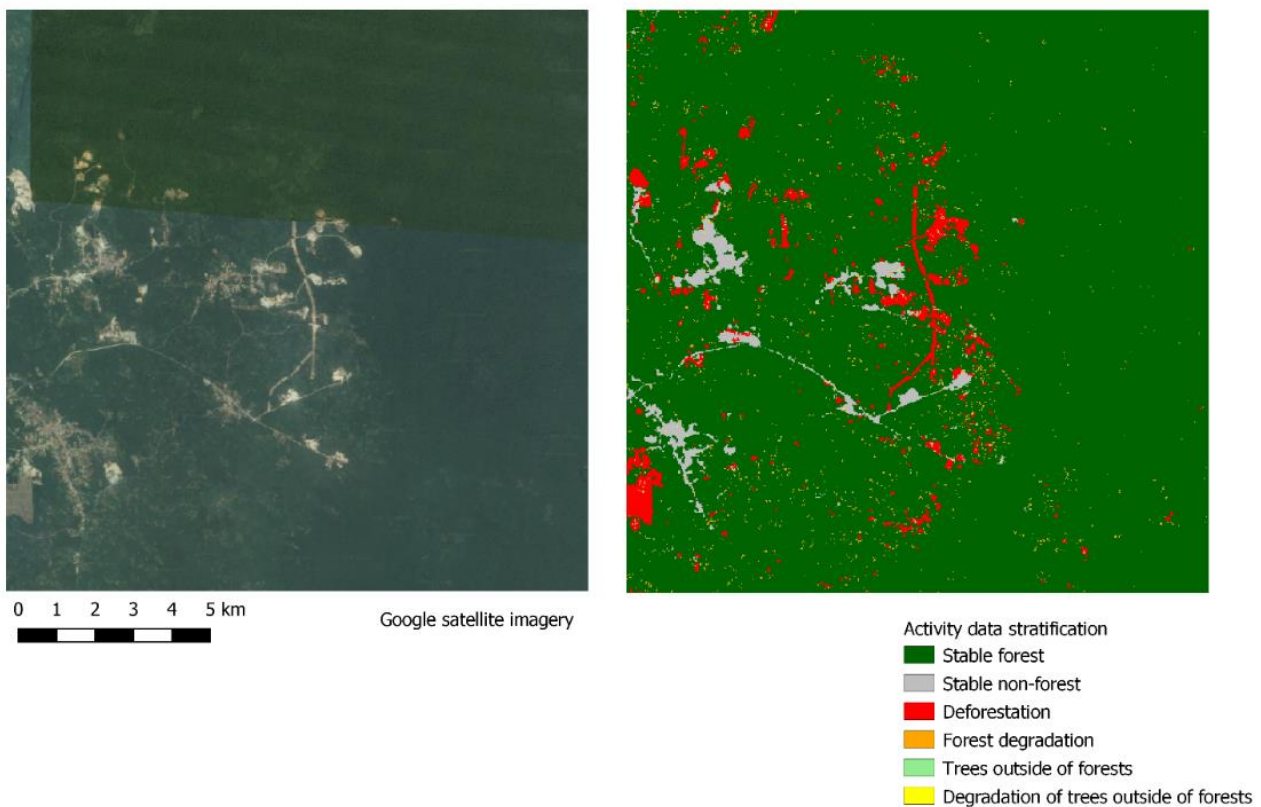 0 1 2 3 4 5 km
Google satellite imagery
Activity data stratification
Stable forest
Stable non-forest
Deforestation
Forest degradation
Trees outside of forests
Degradation of trees outside of forests